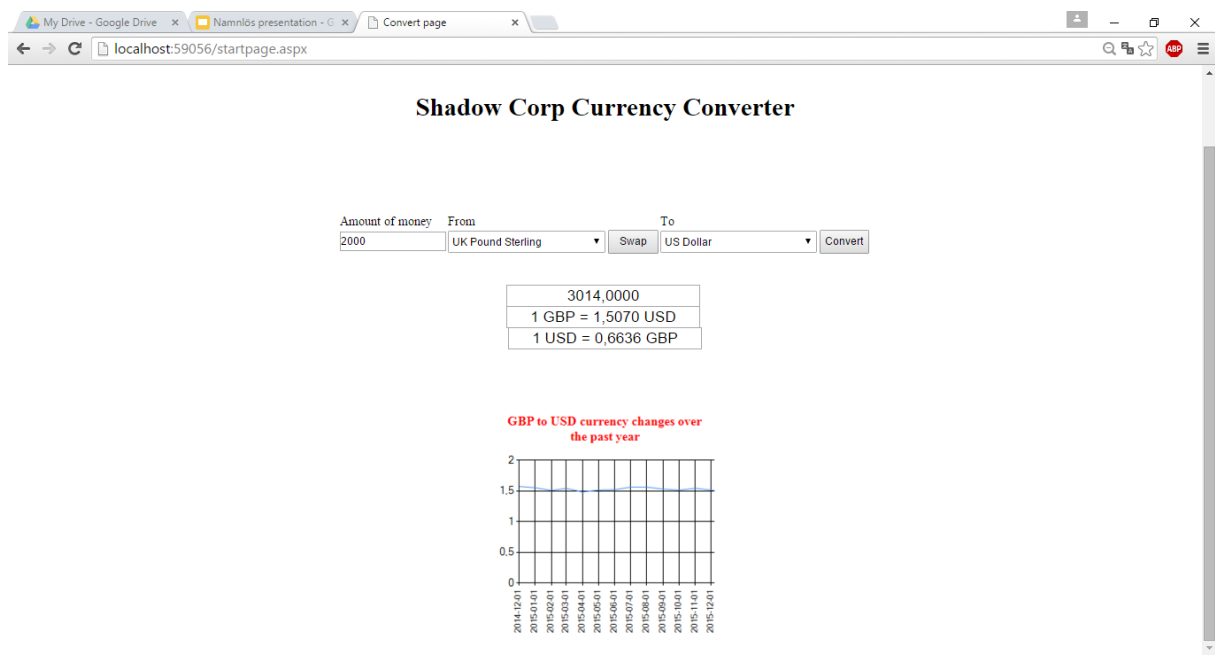 My Drive - Google Drive
Namnlös presentation - G
Convert page
localhost:59056/startpage.aspx
ABP
Shadow Corp Currency Converter
Amount of money From To
2000 UK Pound Sterling Swap US Dollar Convert
3014,0000
1 GBP = 1,5070 USD
1 USD = 0,6636 GBP
GBP to USD currency changes over
the past year
2
1,5
1
0,5
0
2014-12-01
2015-01-01
2015-02-01
2015-03-01
2015-04-01
2015-05-01
2015-06-01
2015-07-01
2015-08-01
2015-09-01
2015-10-01
2015-11-01
2015-12-01